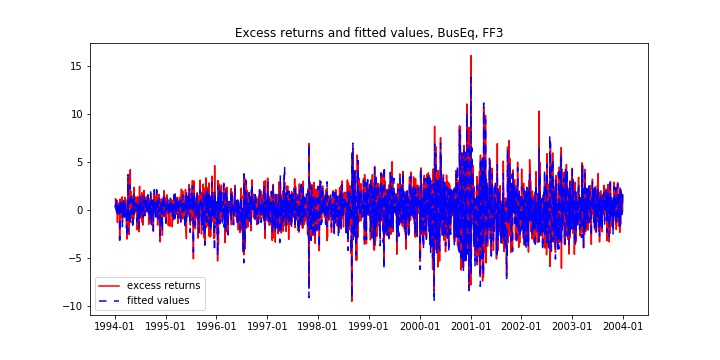 Excess returns and fitted values, BusEq, FF3
15
10
5
0
−5
−10
excess returns
fitted values
1994-01 1995-01 1996-01 1997-01 1998-01 1999-01 2000-01 2001-01 2002-01 2003-01 2004-01